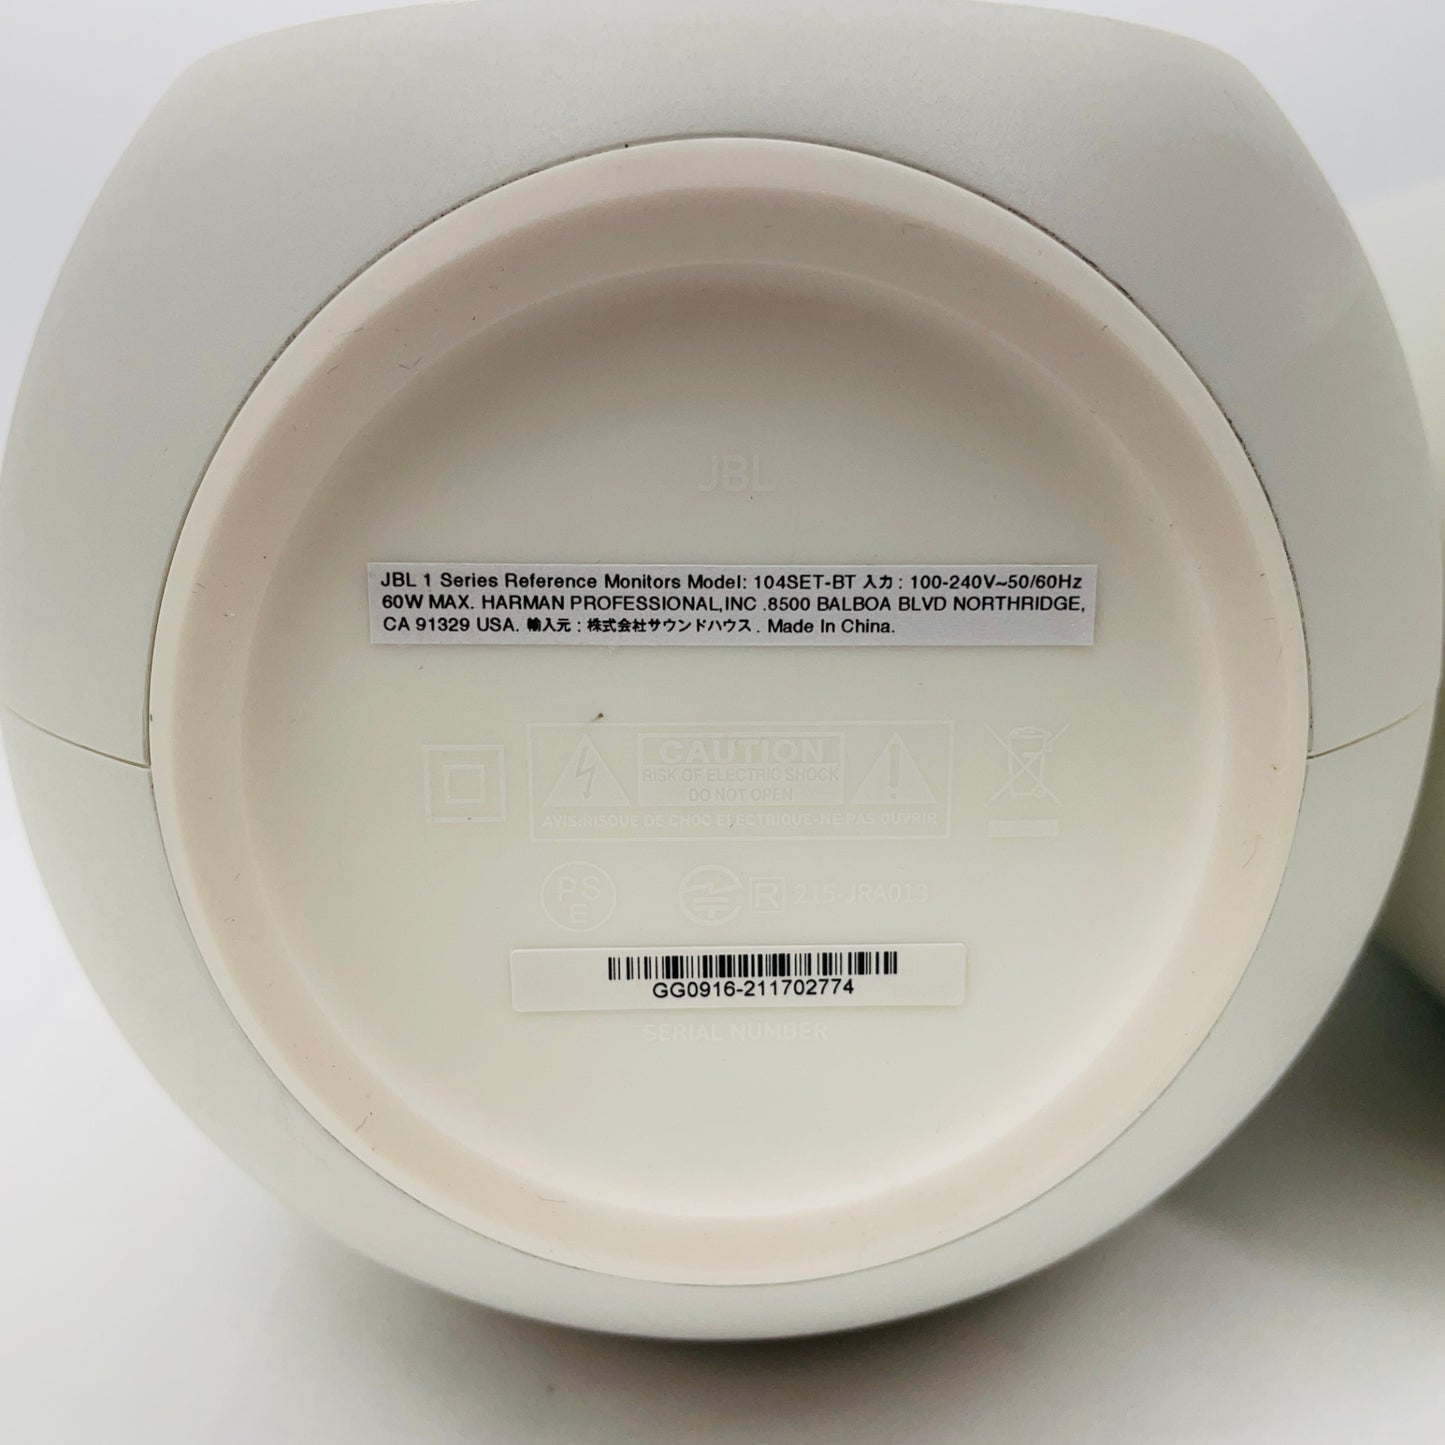 JBL
JBL 1 Series Reference Monitors Model: 104SET-BT 入力 : 100-240V~50/60Hz
60W MAX. HARMAN PROFESSIONAL,INC .8500 BALBOA BLVD NORTHRIDGE,
CA 91329 USA. 輸入元 : 株式会社サウンドハウス . Made In China.
CAUTION
RISK OF ELECTRIC SHOCK
DO NOT OPEN
AVIS:RISQUE DE CHOC ELECTRIQUE-NE PAS OUVRIR
PS
E
R 215-JRA013
GG0916-211702774
SERIAL NUMBER